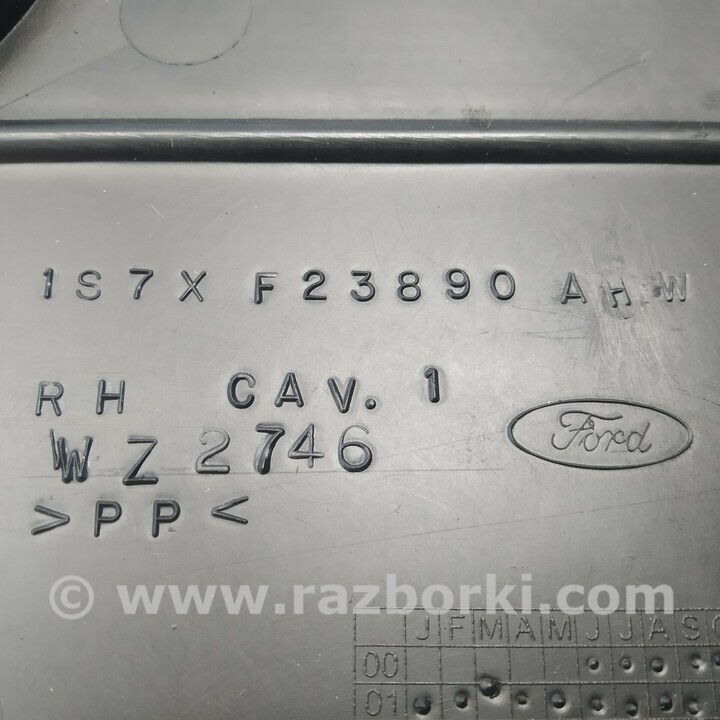 1S7X F23890 AHW
RH CAV. 1
WZ2746
Ford
>PP<
© www.razborki.com
J F M A M J J A S
00
01